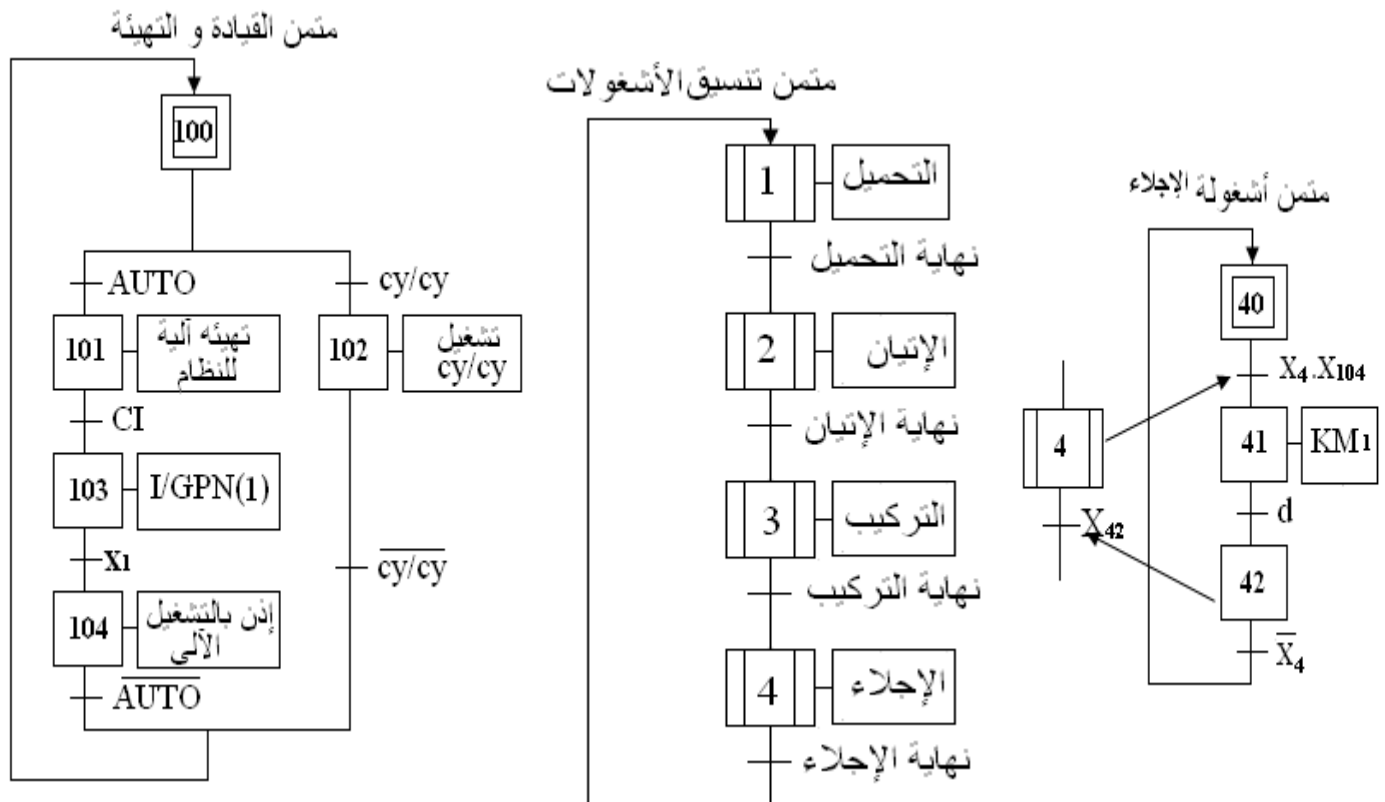 متمن القيادة و التهيئة
100
AUTO
cy/cy
101
تهيئه آلية
للنظام
102
تشغيل
cy/cy
CI
103
I/GPN(1)
X1
cy/cy
104
إذن بالتشغيل
الآلي
AUTO
متمن تنسيق الأشغولات
1
التحميل
نهاية التحميل
2
الإتيان
نهاية الإتيان
3
التركيب
نهاية التركيب
4
الإجلاء
نهاية الإجلاء
متمن أشغولة الإجلاء
40
X4.X104
4
41
KM1
X42
d
42
X̅4